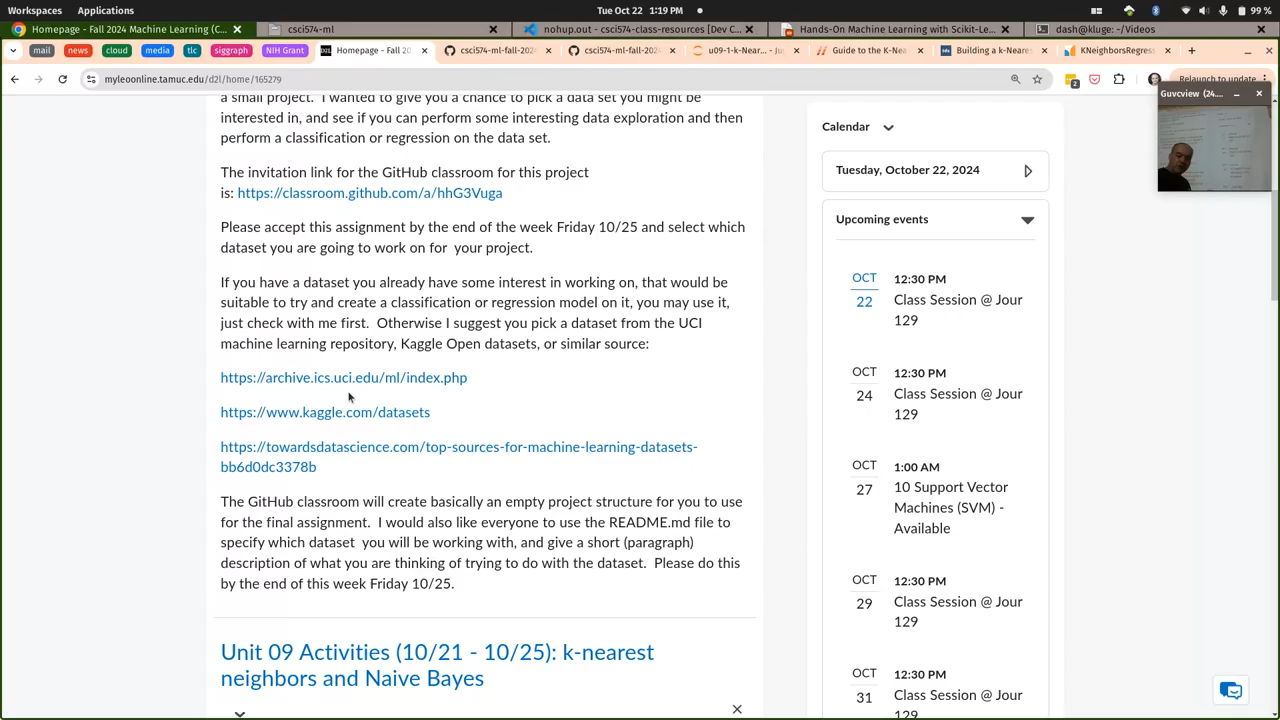 Workspaces Applications Tue Oct 22 1:19 PM 99 %
Homepage - Fall 2024 Machine Learning (C...
csci574-ml
nohup.out - csci574-class-resources [Dev C...
Hands-On Machine Learning with Scikit-Le...
dash@kluge: ~/Videos
mail news cloud media tlc siggraph NIH Grant
Homepage - Fall 20
csci574-ml-fall-202
csci574-ml-fall-202
u09-1-k-Near... - Jup
Guide to the K-Nea
Building a k-Neares
KNeighborsRegress
myleoonline.tamuc.edu/d2l/home/165279
2
Relaunch to update
Guvcview (24....
a small project. I wanted to give you a chance to pick a data set you might be
interested in, and see if you can perform some interesting data exploration and then
perform a classification or regression on the data set.
The invitation link for the GitHub classroom for this project
is: https://classroom.github.com/a/hhG3Vuga
Please accept this assignment by the end of the week Friday 10/25 and select which
dataset you are going to work on for your project.
If you have a dataset you already have some interest in working on, that would be
suitable to try and create a classification or regression model on it, you may use it,
just check with me first. Otherwise I suggest you pick a dataset from the UCI
machine learning repository, Kaggle Open datasets, or similar source:
https://archive.ics.uci.edu/ml/index.php
https://www.kaggle.com/datasets
https://towardsdatascience.com/top-sources-for-machine-learning-datasets-
bb6d0dc3378b
The GitHub classroom will create basically an empty project structure for you to use
for the final assignment. I would also like everyone to use the README.md file to
specify which dataset you will be working with, and give a short (paragraph)
description of what you are thinking of trying to do with the dataset. Please do this
by the end of this week Friday 10/25.
Unit 09 Activities (10/21 - 10/25): k-nearest
neighbors and Naive Bayes
Calendar
Tuesday, October 22, 2024
Upcoming events
OCT
22
12:30 PM
Class Session @ Jour
129
OCT
24
12:30 PM
Class Session @ Jour
129
OCT
27
1:00 AM
10 Support Vector
Machines (SVM) -
Available
OCT
29
12:30 PM
Class Session @ Jour
129
OCT
31
12:30 PM
Class Session @ Jour
129